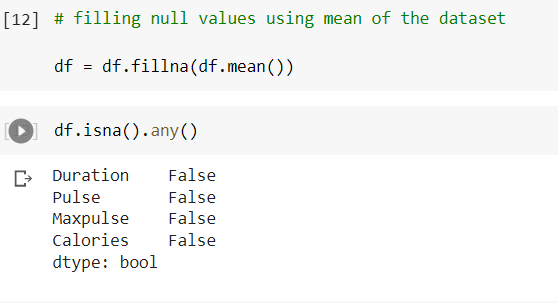 [12] # filling null values using mean of the dataset
df = df.fillna(df.mean())
df.isna().any()
Duration False
Pulse False
Maxpulse False
Calories False
dtype: bool